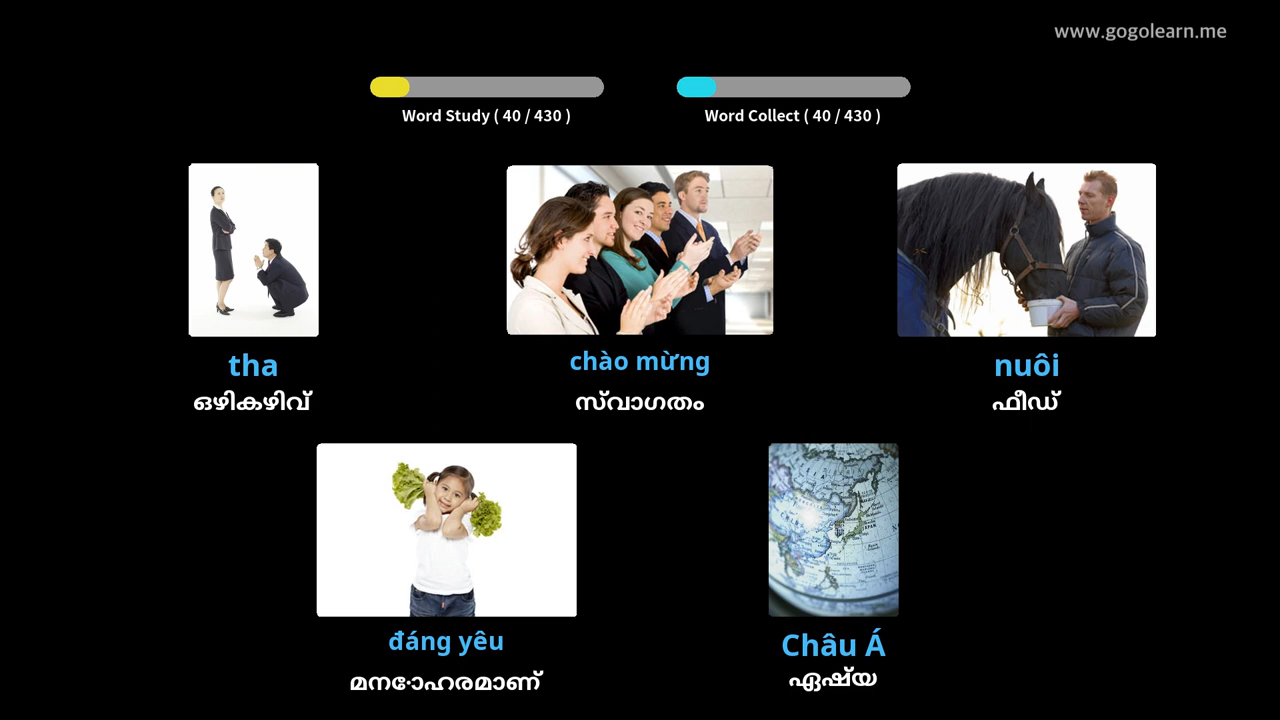 www.gogolearn.me
Word Study ( 40 / 430 )
Word Collect ( 40 / 430 )
tha
ഒഴികഴിവ്
chào mừng
സ്വാഗതം
nuôi
ഫീഡ്
đáng yêu
മനോഹരമാണ്
Châu Á
ഏഷ്യ